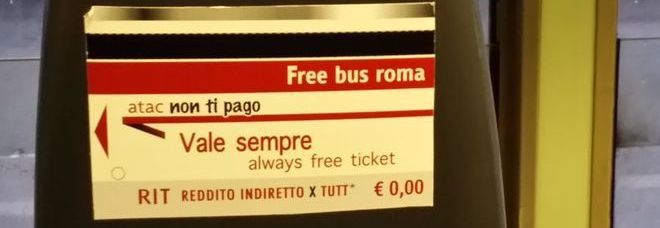 Free bus roma
atac non ti pago
Vale sempre
always free ticket
RIT REDDITO INDIRETTO X TUTT* € 0,00